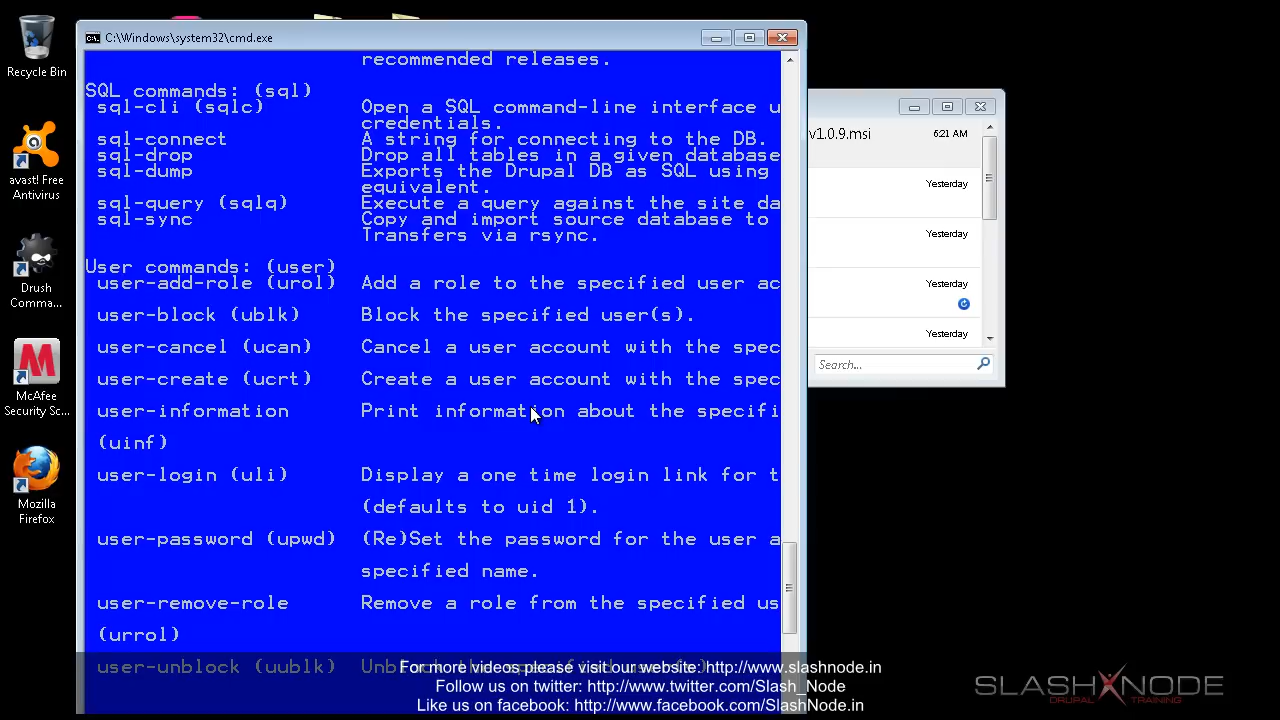 C:\Windows\system32\cmd.exe
recommended releases.
SQL commands: (sql)
sql-cli (sqlc) Open a SQL command-line interface u
credentials.
sql-connect A string for connecting to the DB.
sql-drop Drop all tables in a given database
sql-dump Exports the Drupal DB as SQL using
equivalent.
sql-query (sqlq) Execute a query against the site da
sql-sync Copy and import source database to
Transfers via rsync.
User commands: (user)
user-add-role (urol) Add a role to the specified user ac
user-block (ublk) Block the specified user(s).
user-cancel (ucan) Cancel a user account with the spec
user-create (ucrt) Create a user account with the spec
user-information Print information about the specifi
(uinf)
user-login (uli) Display a one time login link for t
(defaults to uid 1).
user-password (upwd) (Re)Set the password for the user a
specified name.
user-remove-role Remove a role from the specified us
(urrol)
user-unblock (uublk)
Recycle Bin
avast! Free
Antivirus
Drush
Comma...
McAfee
Security Sc...
Mozilla
Firefox
v1.0.9.msi 6:21 AM
Yesterday
Yesterday
Yesterday
Yesterday
Search...
For more videos please visit our website: http://www.slashnode.in
Follow us on twitter: http://www.twitter.com/Slash_Node
Like us on facebook: http://www.facebook.com/SlashNode.in
SLASHXNODE
DRUPAL TRAINING